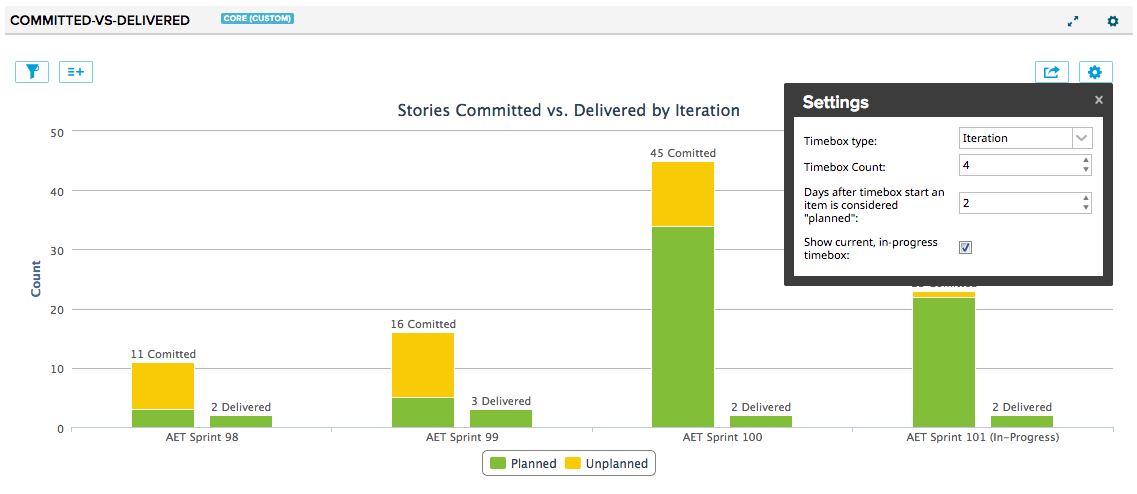 COMMITTED-VS-DELIVERED
CORE (CUSTOM)
Stories Committed vs. Delivered by Iteration
Settings
x
Timebox type:
Iteration
Timebox Count:
4
Days after timebox start an
item is considered
"planned":
2
Show current, in-progress
timebox:
Count
50
40
30
20
10
0
11 Comitted
2 Delivered
16 Comitted
3 Delivered
45 Comitted
2 Delivered
2 Delivered
AET Sprint 98
AET Sprint 99
AET Sprint 100
AET Sprint 101 (In-Progress)
Planned
Unplanned